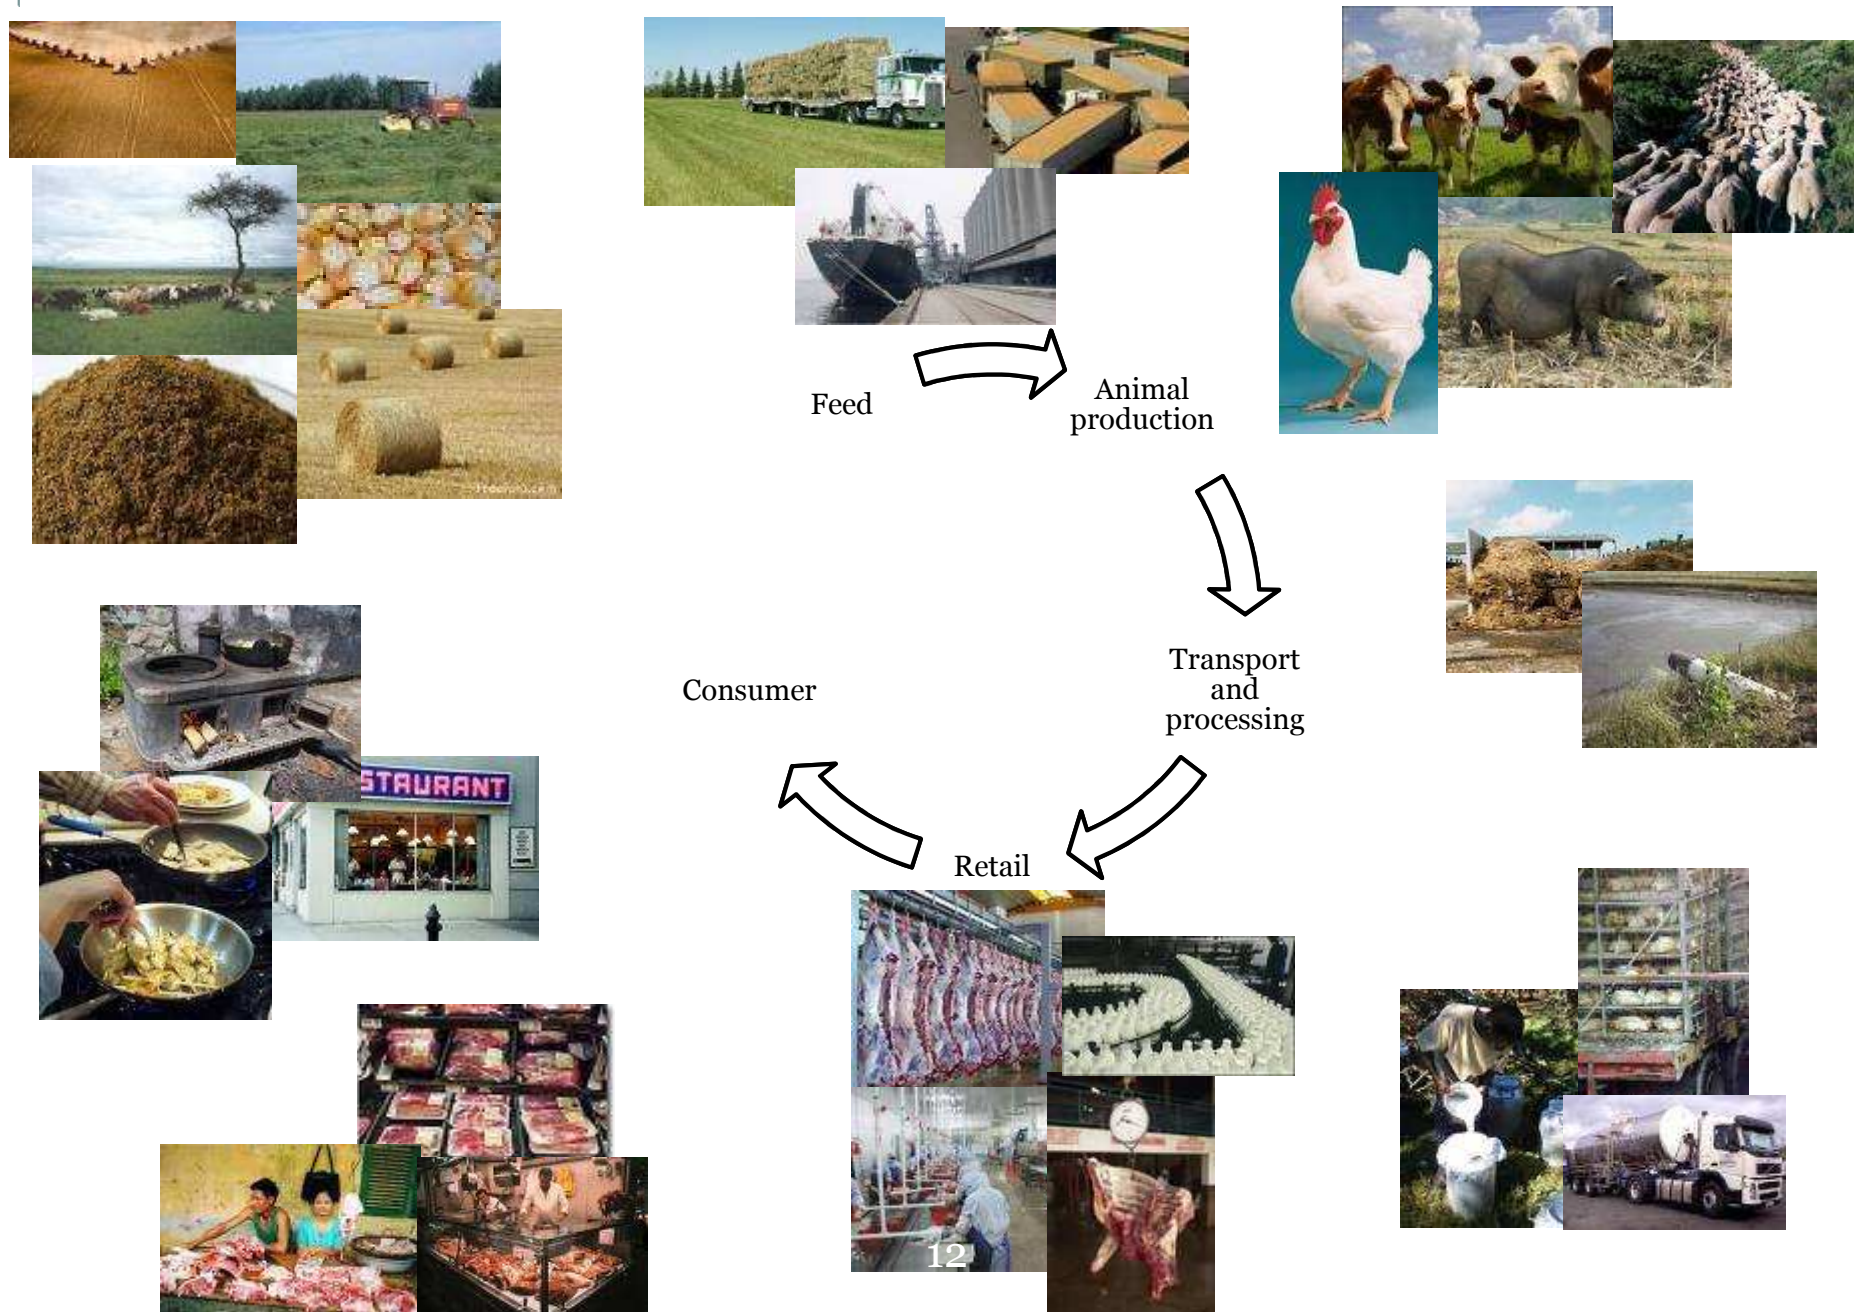 Feed
Animal
production
Transport
and
processing
Consumer
STAURANT
Retail
12